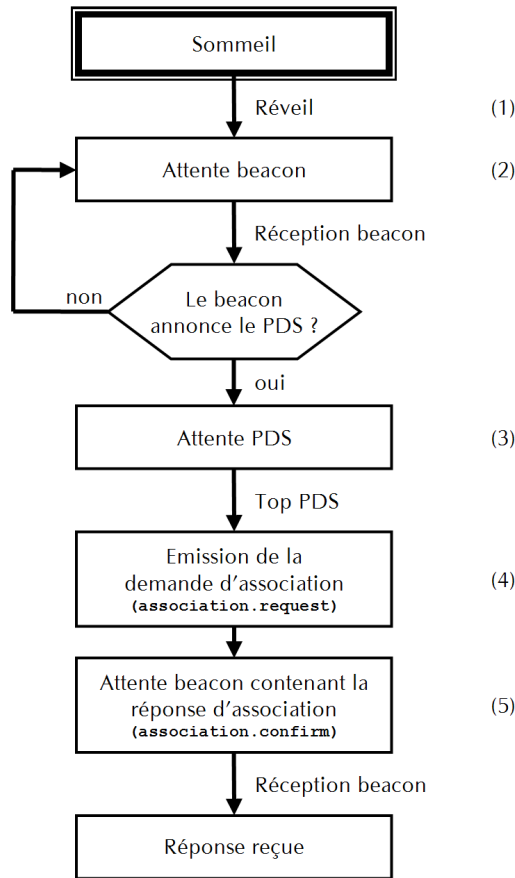 Sommeil
Réveil
(1)
Attente beacon
(2)
Réception beacon
non
Le beacon
annonce le PDS ?
oui
Attente PDS
(3)
Top PDS
Emission de la
demande d'association
(association.request)
(4)
Attente beacon contenant la
réponse d'association
(association.confirm)
(5)
Réception beacon
Réponse reçue